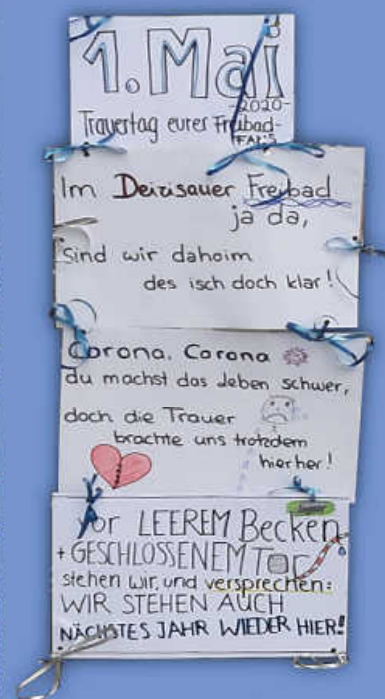 1. Mai
-2020-
Trauertag eures Freibad-
FAN'S
Im Deizisauer Freibad
ja da,
sind wir dahoim
des isch doch klar!
Corona, Corona
du machst das Leben schwer,
doch die Trauer
brachte uns trotzdem
hierher!
Vor LEEREM Becken
+ GESCHLOSSENEM Tor
stehen wir, und versprechen:
WIR STEHEN AUCH
NÄCHSTES JAHR WIEDER HIER!